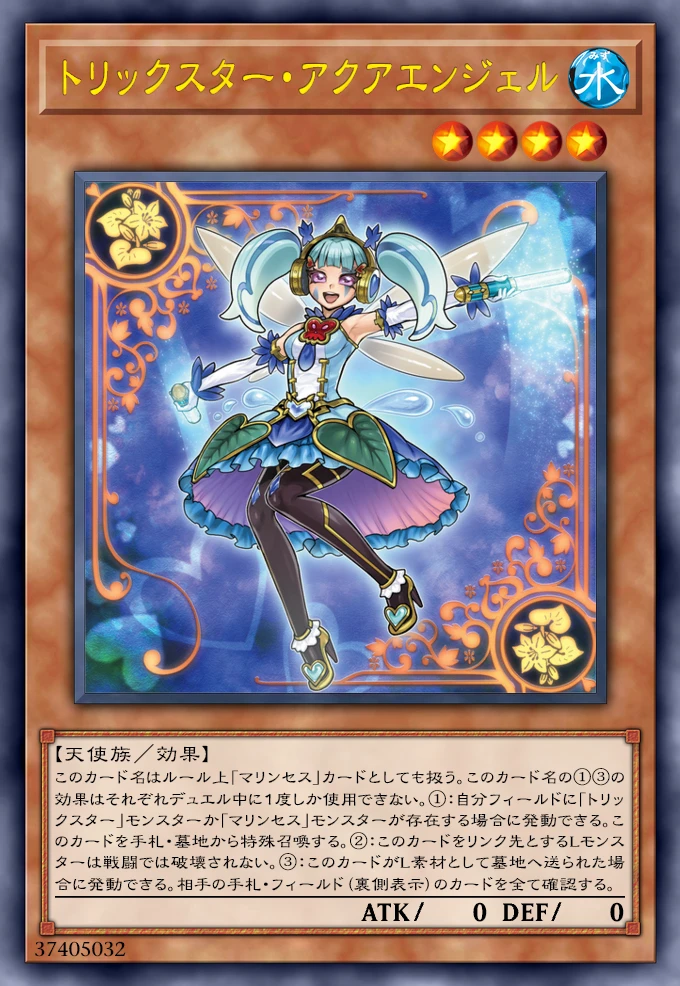 トリックスター・アクアエンジェル
みず
水
【天使族／効果】
このカード名はルール上「マリンセス」カードとしても扱う。このカード名の①③の
効果はそれぞれデュエル中に１度しか使用できない。①：自分フィールドに「トリッ
クスター」モンスターか「マリンセス」モンスターが存在する場合に発動できる。こ
のカードを手札・墓地から特殊召喚する。②：このカードをリンク先とするLモンス
ターは戦闘では破壊されない。③：このカードがL素材として墓地へ送られた場
合に発動できる。相手の手札・フィールド（裏側表示）のカードを全て確認する。
ATK/ 0 DEF/ 0
37405032